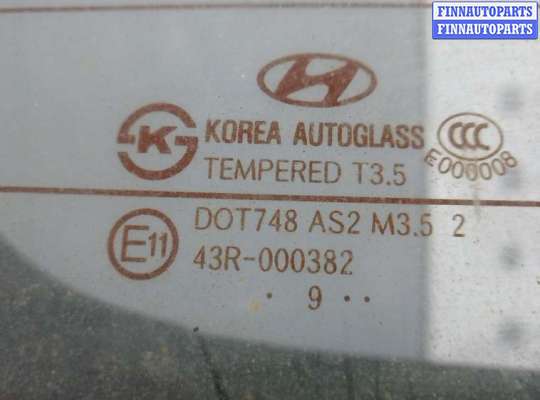 FINNAUTOPARTS
FINNAUTOPARTS
K KOREA AUTOGLASS CCC
E000008
TEMPERED T3.5
E11 DOT748 AS2 M3.5 2
43R-000382
· 9 ··